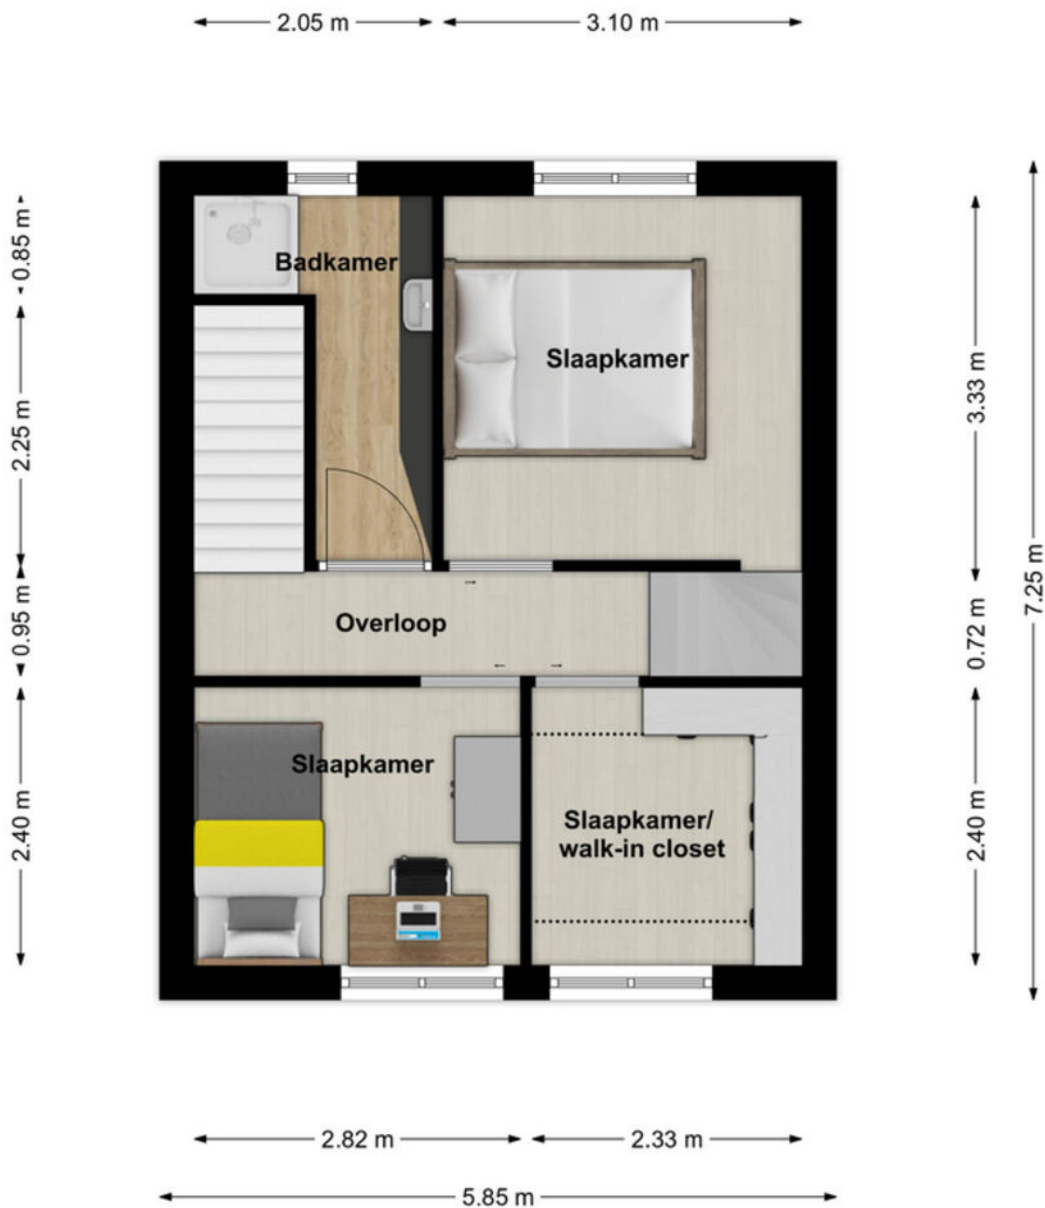 2.05 m
3.10 m
0.85 m
Badkamer
Slaapkamer
3.33 m
2.25 m
7.25 m
0.95 m
Overloop
0.72 m
Slaapkamer
2.40 m
Slaapkamer/
walk-in closet
2.40 m
2.82 m
2.33 m
5.85 m